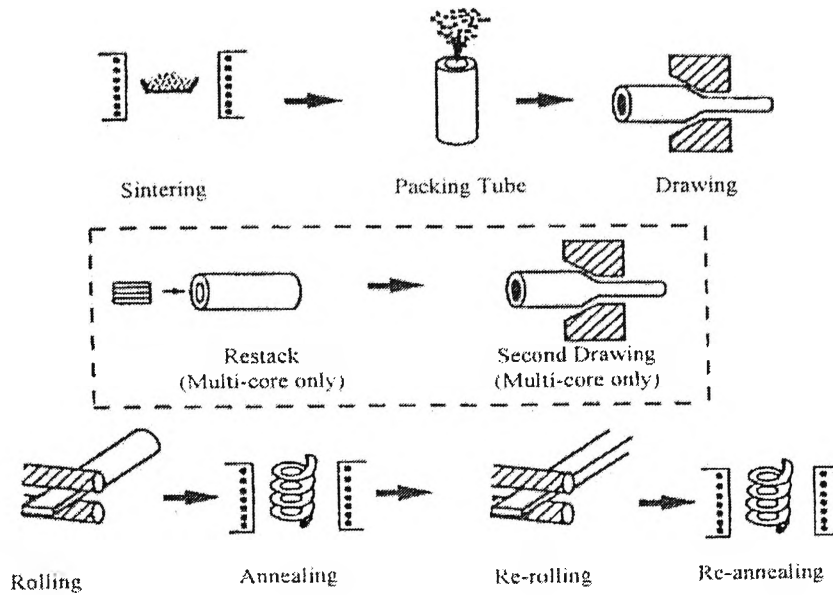 Sintering
Packing Tube
Drawing
Restack
(Multi-core only)
Second Drawing
(Multi-core only)
Rolling
Annealing
Re-rolling
Re-annealing